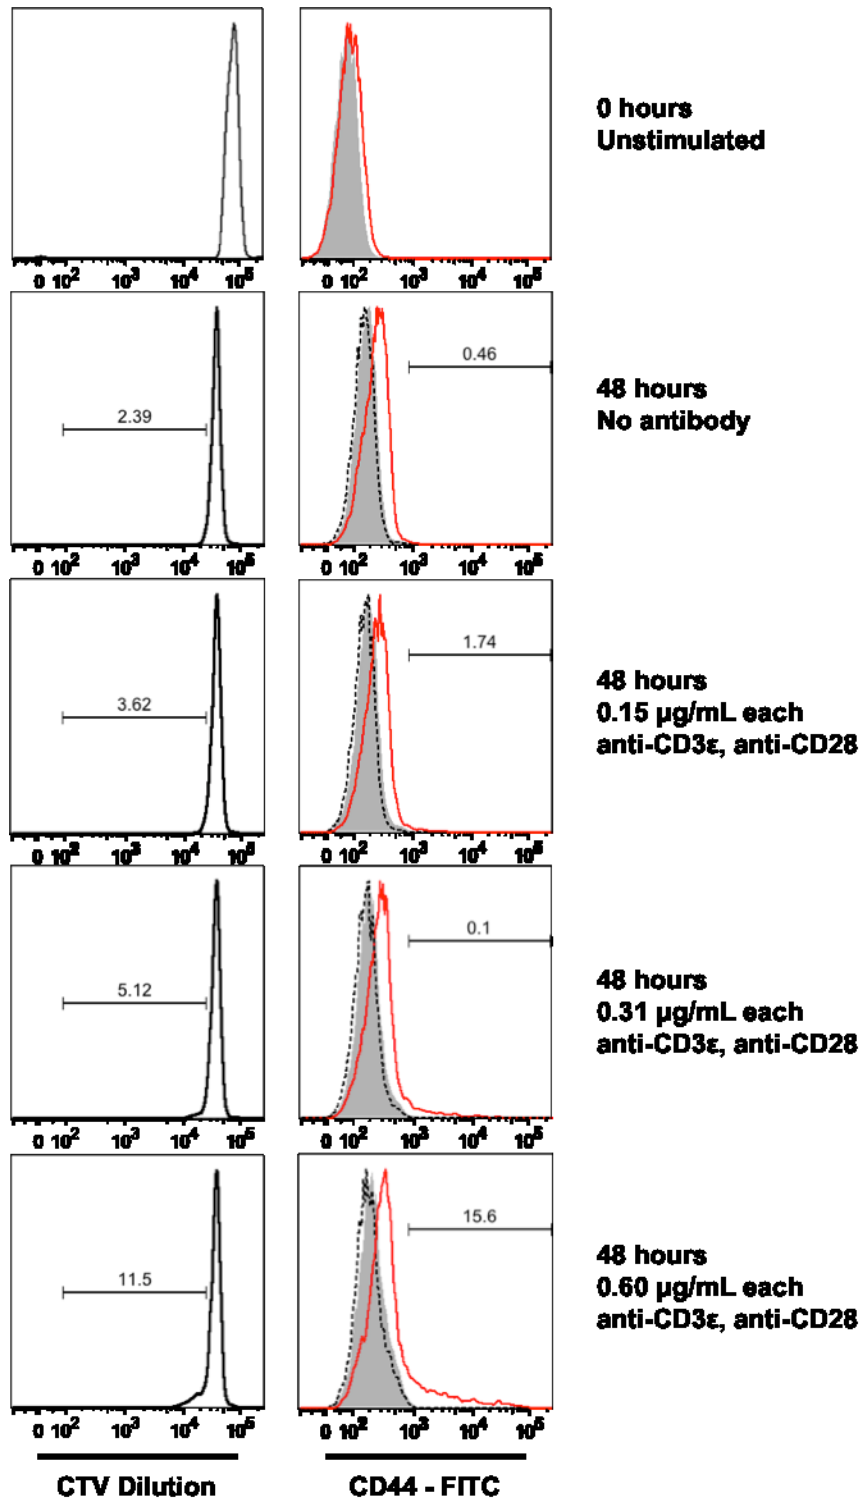 0 hours
Unstimulated
0 10² 10³ 10⁴ 10⁵
0 10² 10³ 10⁴ 10⁵
2.39
0.46
48 hours
No antibody
0 10² 10³ 10⁴ 10⁵
0 10² 10³ 10⁴ 10⁵
3.62
1.74
48 hours
0.15 µg/mL each
anti-CD3ε, anti-CD28
0 10² 10³ 10⁴ 10⁵
0 10² 10³ 10⁴ 10⁵
5.12
0.1
48 hours
0.31 µg/mL each
anti-CD3ε, anti-CD28
0 10² 10³ 10⁴ 10⁵
0 10² 10³ 10⁴ 10⁵
11.5
15.6
48 hours
0.60 µg/mL each
anti-CD3ε, anti-CD28
0 10² 10³ 10⁴ 10⁵
0 10² 10³ 10⁴ 10⁵
CTV Dilution
CD44 - FITC